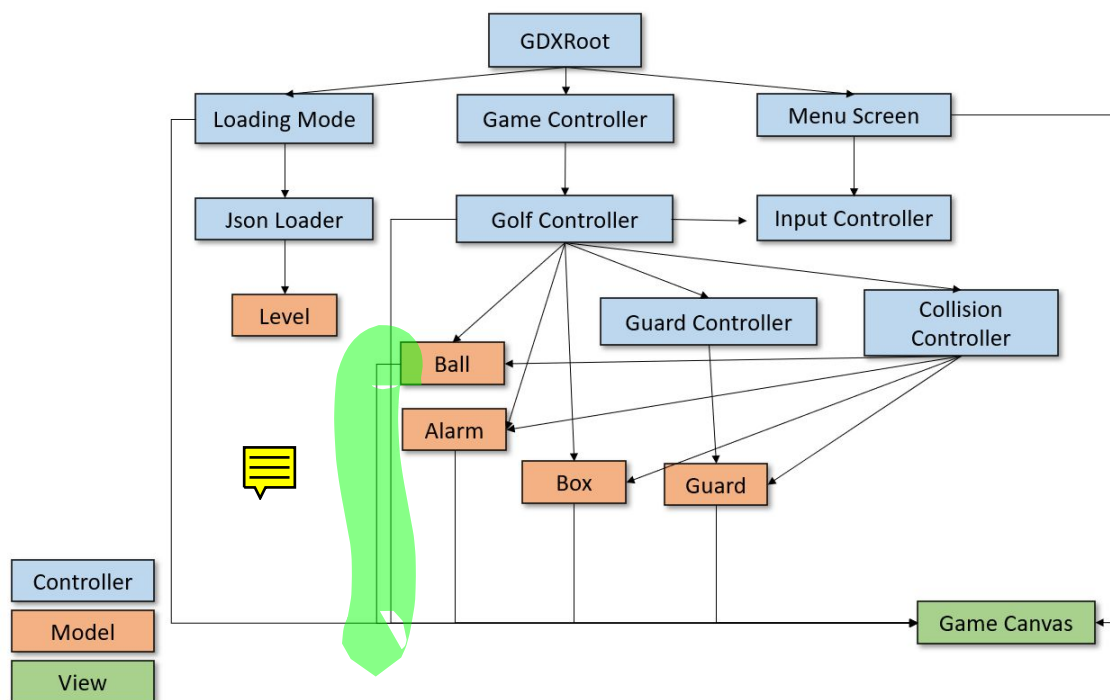 GDXRoot
Loading Mode
Game Controller
Menu Screen
Json Loader
Golf Controller
Input Controller
Level
Guard Controller
Collision
Controller
Ball
Alarm
Box
Guard
Controller
Model
View
Game Canvas